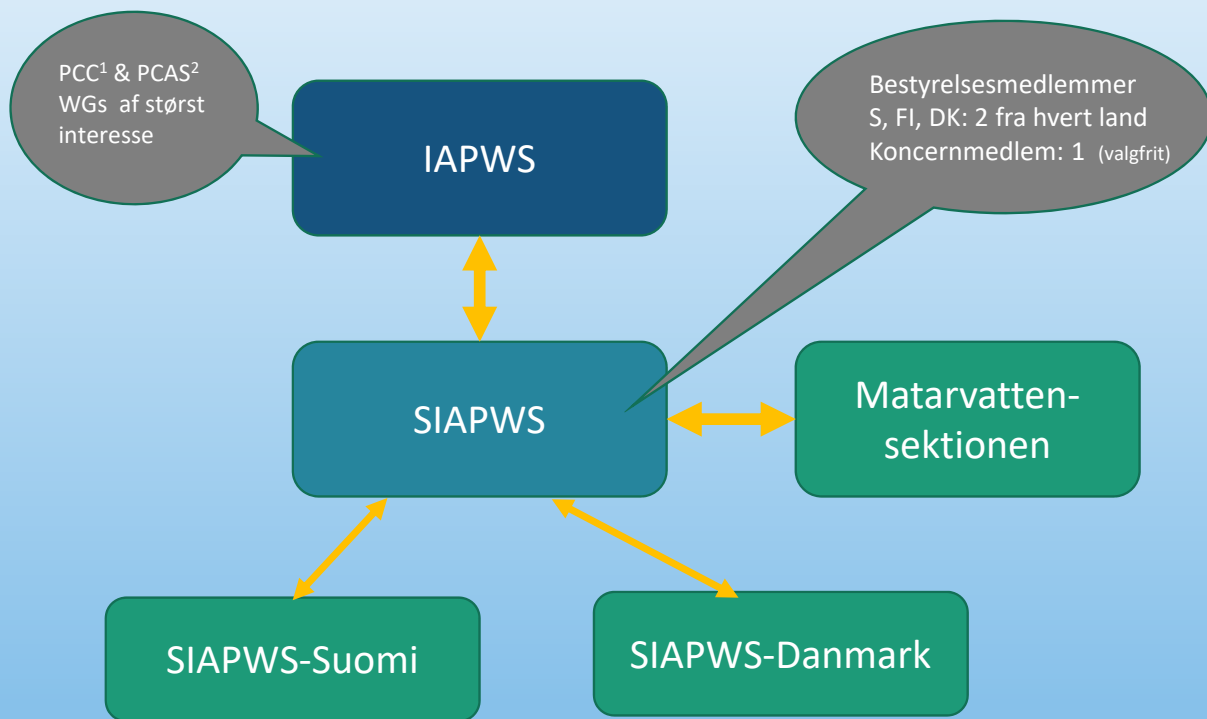 PCC¹ & PCAS²
WGs af størst
interesse
Bestyrelsesmedlemmer
S, FI, DK: 2 fra hvert land
Koncernmedlem: 1 (valgfrit)
IAPWS
SIAPWS
Matarvatten-
sektionen
SIAPWS-Suomi
SIAPWS-Danmark